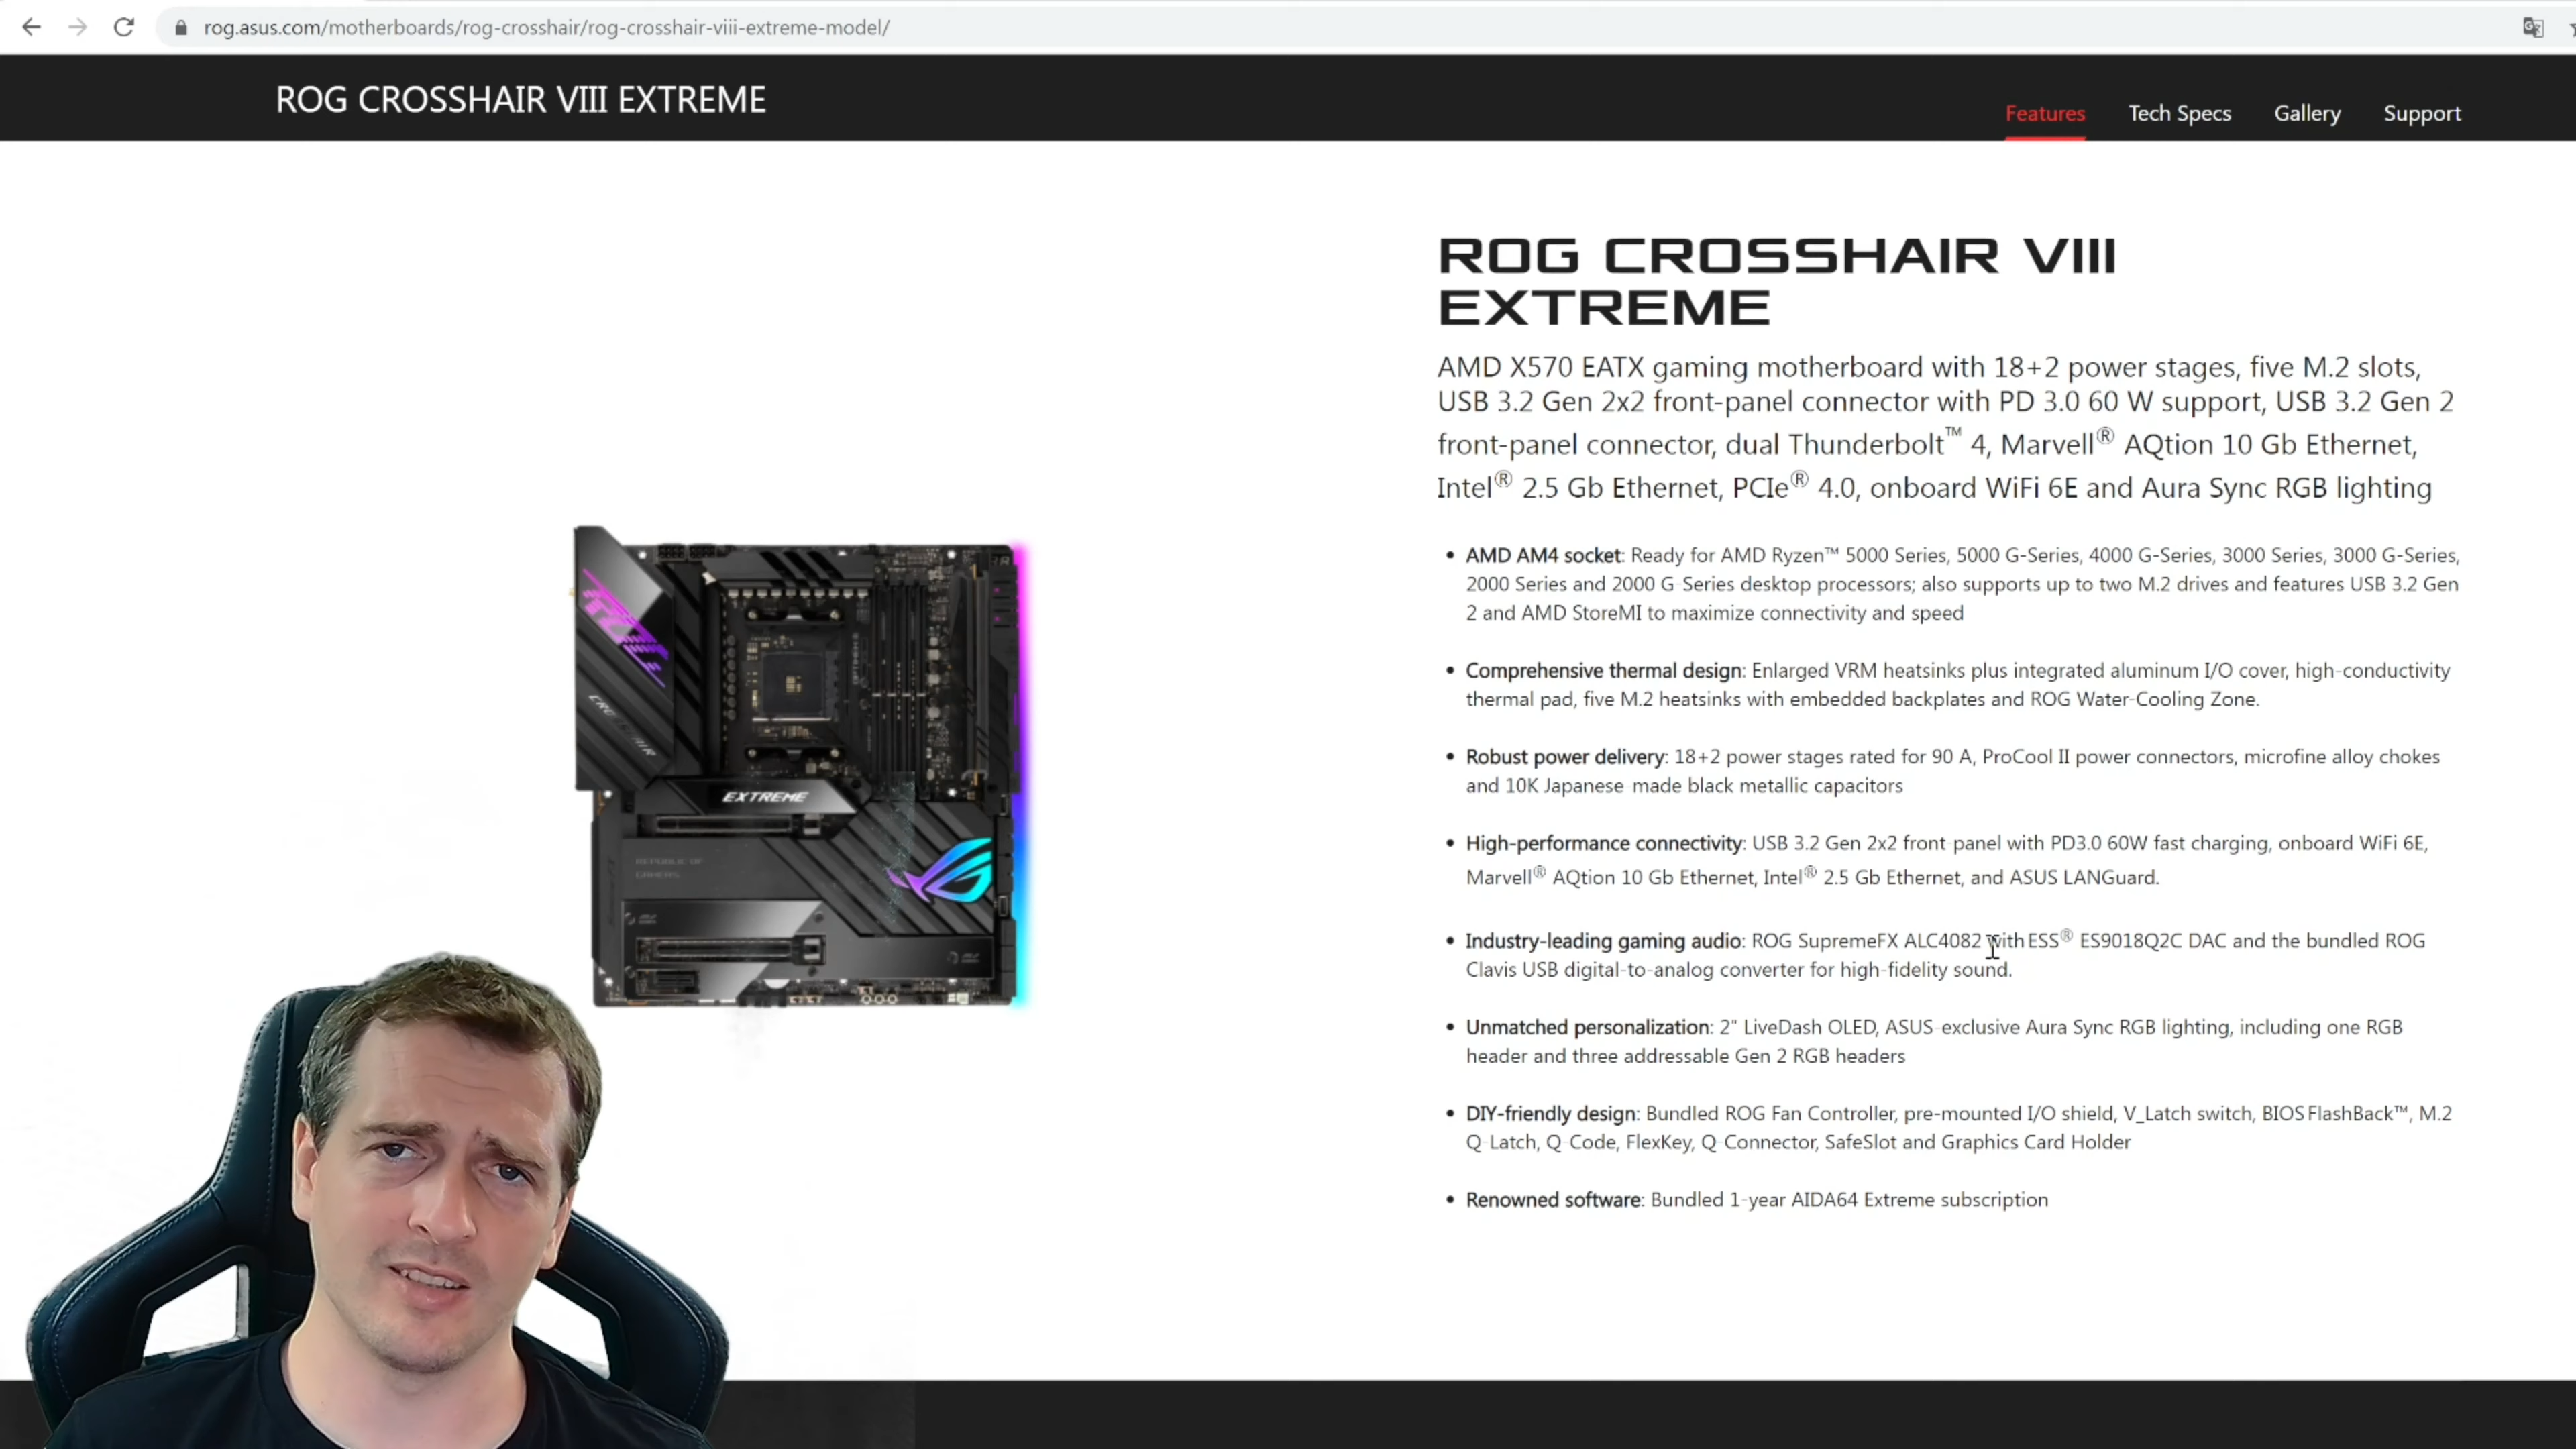 rog.asus.com/motherboards/rog-crosshair/rog-crosshair-viii-extreme-model/
ROG CROSSHAIR VIII EXTREME
Features
Tech Specs
Gallery
Support
ROG CROSSHAIR VIII
EXTREME
AMD X570 EATX gaming motherboard with 18+2 power stages, five M.2 slots,
USB 3.2 Gen 2x2 front-panel connector with PD 3.0 60 W support, USB 3.2 Gen 2
front-panel connector, dual Thunderbolt™ 4, Marvell® AQtion 10 Gb Ethernet,
Intel® 2.5 Gb Ethernet, PCIe® 4.0, onboard WiFi 6E and Aura Sync RGB lighting
• AMD AM4 socket: Ready for AMD Ryzen™ 5000 Series, 5000 G-Series, 4000 G-Series, 3000 Series, 3000 G-Series,
2000 Series and 2000 G-Series desktop processors; also supports up to two M.2 drives and features USB 3.2 Gen
2 and AMD StoreMI to maximize connectivity and speed
• Comprehensive thermal design: Enlarged VRM heatsinks plus integrated aluminum I/O cover, high-conductivity
thermal pad, five M.2 heatsinks with embedded backplates and ROG Water-Cooling Zone.
• Robust power delivery: 18+2 power stages rated for 90 A, ProCool II power connectors, microfine alloy chokes
and 10K Japanese-made black metallic capacitors
• High-performance connectivity: USB 3.2 Gen 2x2 front-panel with PD3.0 60W fast charging, onboard WiFi 6E,
Marvell® AQtion 10 Gb Ethernet, Intel® 2.5 Gb Ethernet, and ASUS LANGuard.
• Industry-leading gaming audio: ROG SupremeFX ALC4082 with ESS® ES9018Q2C DAC and the bundled ROG
Clavis USB digital-to-analog converter for high-fidelity sound.
• Unmatched personalization: 2" LiveDash OLED, ASUS-exclusive Aura Sync RGB lighting, including one RGB
header and three addressable Gen 2 RGB headers
• DIY-friendly design: Bundled ROG Fan Controller, pre-mounted I/O shield, V_Latch switch, BIOS FlashBack™, M.2
Q-Latch, Q-Code, FlexKey, Q-Connector, SafeSlot and Graphics Card Holder
• Renowned software: Bundled 1-year AIDA64 Extreme subscription
CROSSHAIR
EXTREME
REPUBLIC OF
GAMERS